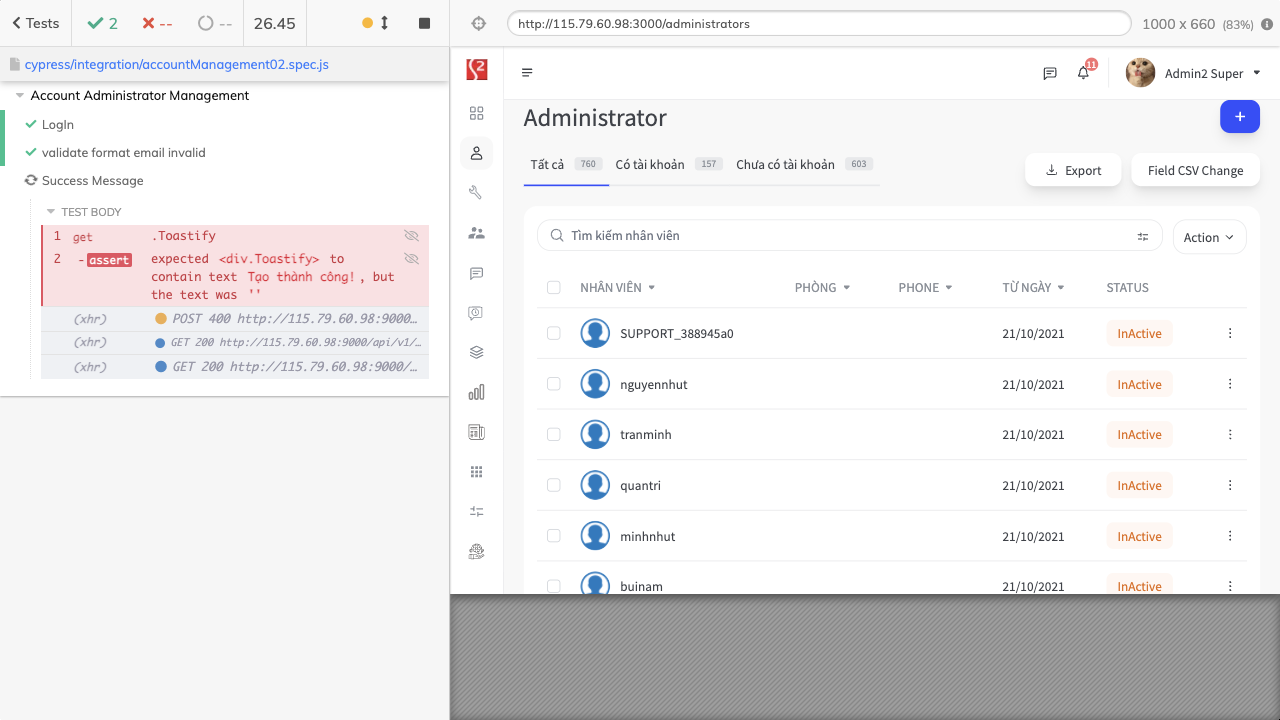 Tests
2
--
--
26.45
http://115.79.60.98:3000/administrators
1000 x 660 (83%)
cypress/integration/accountManagement02.spec.js
Account Administrator Management
LogIn
validate format email invalid
Success Message
TEST BODY
1 get .Toastify
2 -assert expected <div.Toastify> to
contain text Tạo thành công!, but
the text was ''
(xhr) POST 400 http://115.79.60.98:9000…
(xhr) GET 200 http://115.79.60.98:9000/api/v1/…
(xhr) GET 200 http://115.79.60.98:9000/…
11
Admin2 Super
Administrator
+
Tất cả 760 Có tài khoản 157 Chưa có tài khoản 603
Export
Field CSV Change
Tìm kiếm nhân viên
Action
NHÂN VIÊN PHÒNG PHONE TỪ NGÀY STATUS
SUPPORT_388945a0 21/10/2021 InActive
nguyennhut 21/10/2021 InActive
tranminh 21/10/2021 InActive
quantri 21/10/2021 InActive
minhnhut 21/10/2021 InActive
buinam 21/10/2021 InActive